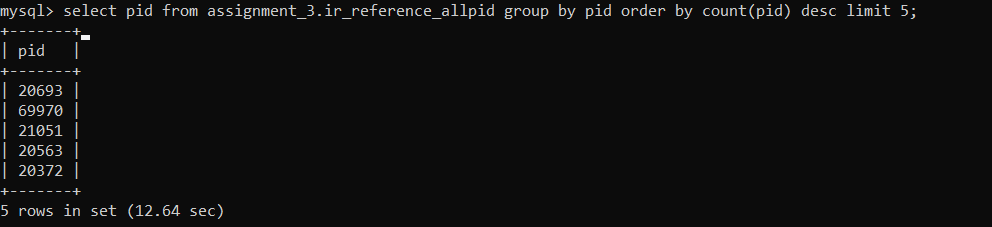 mysql> select pid from assignment_3.ir_reference_allpid group by pid order by count(pid) desc limit 5;
+-------+
| pid   |
+-------+
| 20693 |
| 69970 |
| 21051 |
| 20563 |
| 20372 |
+-------+
5 rows in set (12.64 sec)